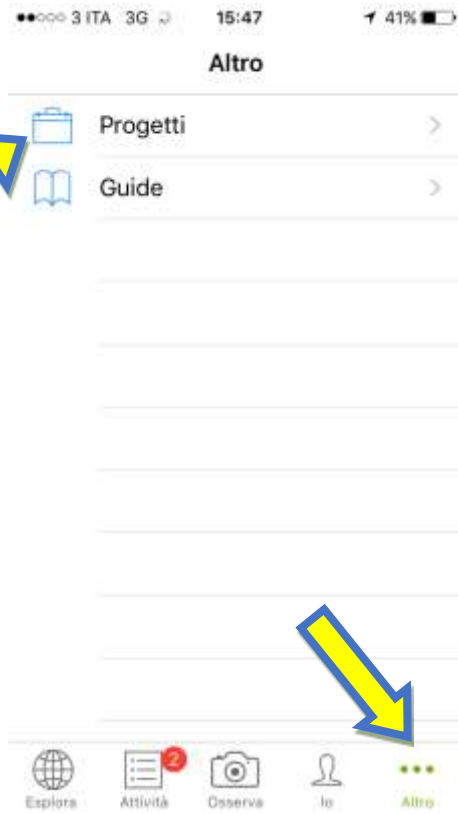 3 ITA 3G 15:47 41%
Altro
Progetti
Guide
2
Esplora Attività Osserva Io Altro